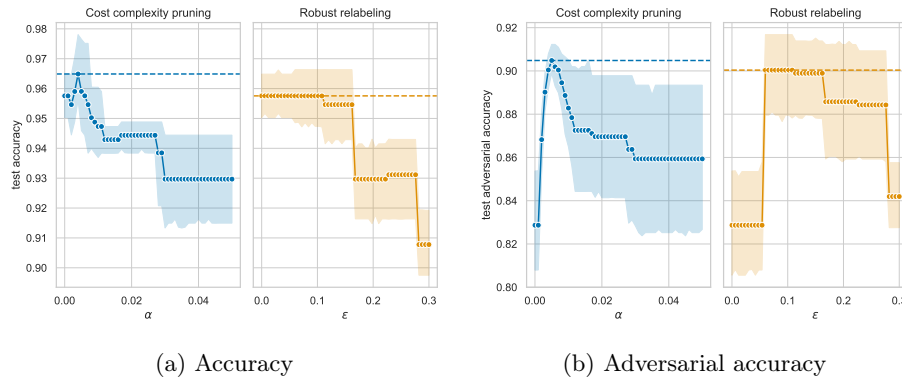 Cost complexity pruning
Robust relabeling
Cost complexity pruning
Robust relabeling
0.98
0.97
0.96
0.95
0.94
0.93
0.92
0.91
0.90
test accuracy
0.00
0.02
0.04
α
0.0
0.1
0.2
0.3
ε
0.92
0.90
0.88
0.86
0.84
0.82
0.80
test adversarial accuracy
0.00
0.02
0.04
α
0.0
0.1
0.2
0.3
ε
(a) Accuracy
(b) Adversarial accuracy